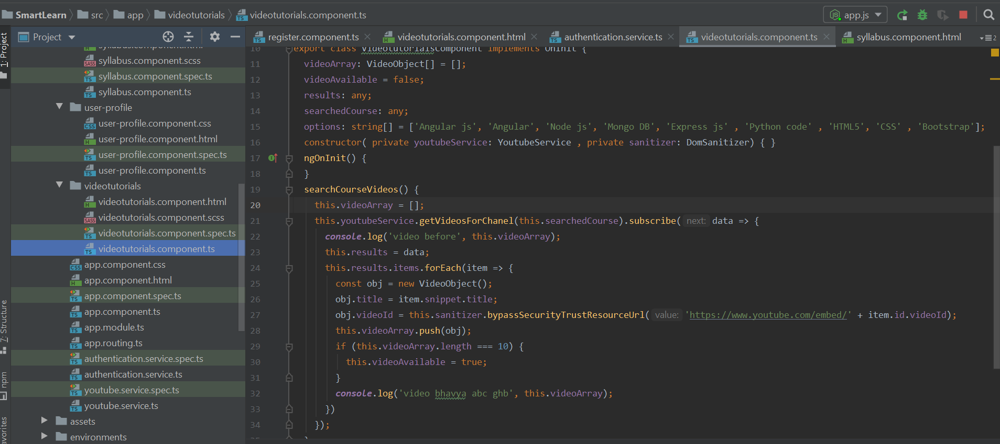 SmartLearn src app videotutorials videotutorials.component.ts app.js
1: Project
Project
register.component.ts videotutorials.component.html authentication.service.ts videotutorials.component.ts syllabus.component.html 2
syllabus.component.html
syllabus.component.scss
syllabus.component.spec.ts
syllabus.component.ts
user-profile
user-profile.component.css
user-profile.component.html
user-profile.component.spec.ts
user-profile.component.ts
videotutorials
videotutorials.component.html
videotutorials.component.scss
videotutorials.component.spec.ts
videotutorials.component.ts
app.component.css
app.component.html
app.component.spec.ts
app.component.ts
app.module.ts
app.routing.ts
authentication.service.spec.ts
authentication.service.ts
youtube.service.spec.ts
youtube.service.ts
assets
environments
7: Structure
npm
avorites
10 export class VideotutorialsComponent implements OnInit {
11 videoArray: VideoObject[] = [];
12 videoAvailable = false;
13 results: any;
14 searchedCourse: any;
15 options: string[] = ['Angular js', 'Angular', 'Node js', 'Mongo DB', 'Express js' , 'Python code' , 'HTML5', 'CSS' , 'Bootstrap'];
16 constructor( private youtubeService: YoutubeService , private sanitizer: DomSanitizer) { }
17 ngOnInit() {
18 }
19 searchCourseVideos() {
20 this.videoArray = [];
21 this.youtubeService.getVideosForChanel(this.searchedCourse).subscribe( next: data => {
22 console.log('video before', this.videoArray);
23 this.results = data;
24 this.results.items.forEach(item => {
25 const obj = new VideoObject();
26 obj.title = item.snippet.title;
27 obj.videoId = this.sanitizer.bypassSecurityTrustResourceUrl( value: 'https://www.youtube.com/embed/' + item.id.videoId);
28 this.videoArray.push(obj);
29 if (this.videoArray.length === 10) {
30 this.videoAvailable = true;
31 }
32 console.log('video bhavya abc ghb', this.videoArray);
33 })
34 });